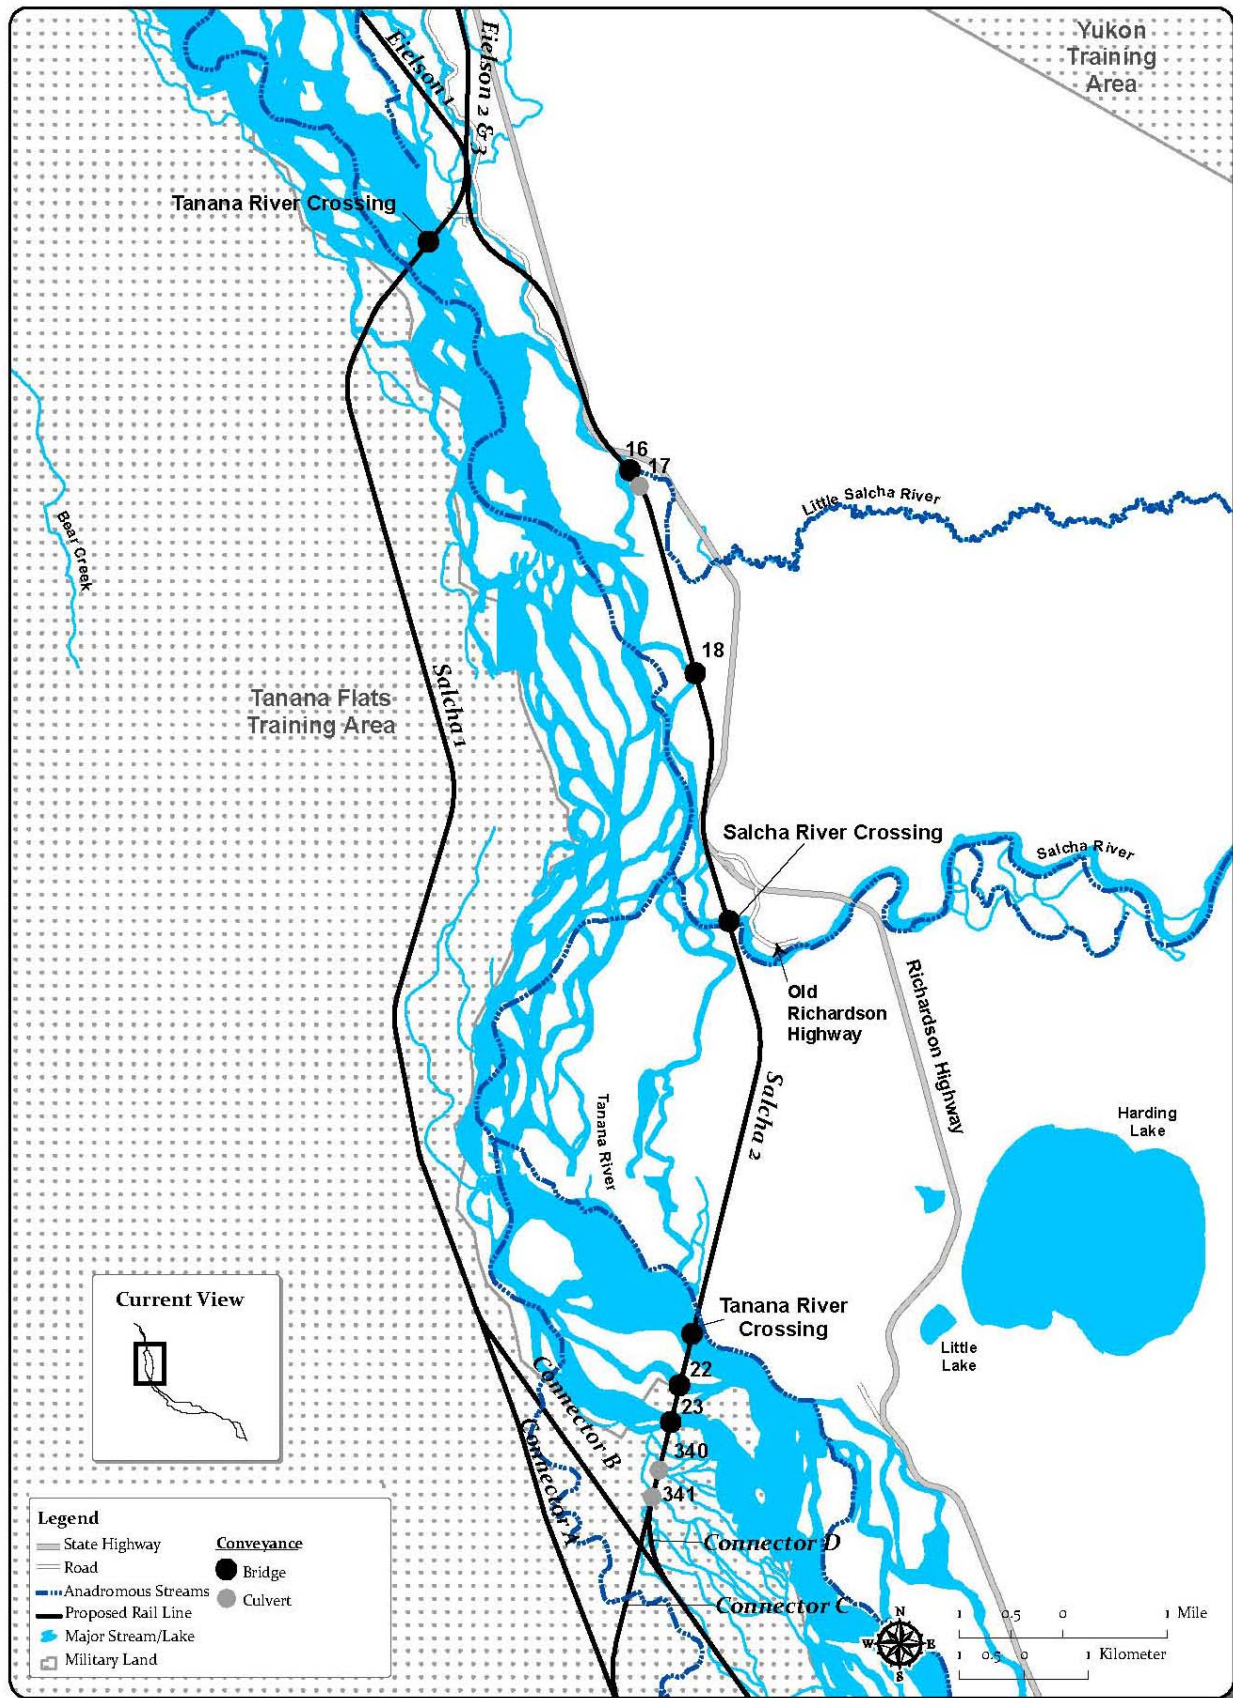 Yukon
Training
Area
Eielson 1
Eielson 2 & 3
Tanana River Crossing
16
17
Little Salcha River
Bear Creek
18
Tanana Flats
Training Area
Salcha 1
Salcha River Crossing
Salcha River
Old
Richardson
Highway
Richardson Highway
Salcha 2
Tanana River
Harding
Lake
Current View
Tanana River
Crossing
Little
Lake
22
23
Connector B
Connector A
340
341
Connector D
Connector C
Legend
State Highway
Road
Anadromous Streams
Proposed Rail Line
Major Stream/Lake
Military Land
Conveyance
Bridge
Culvert
N
W E
S
1 0.5 0 1 Mile
1 0.5 0 1 Kilometer